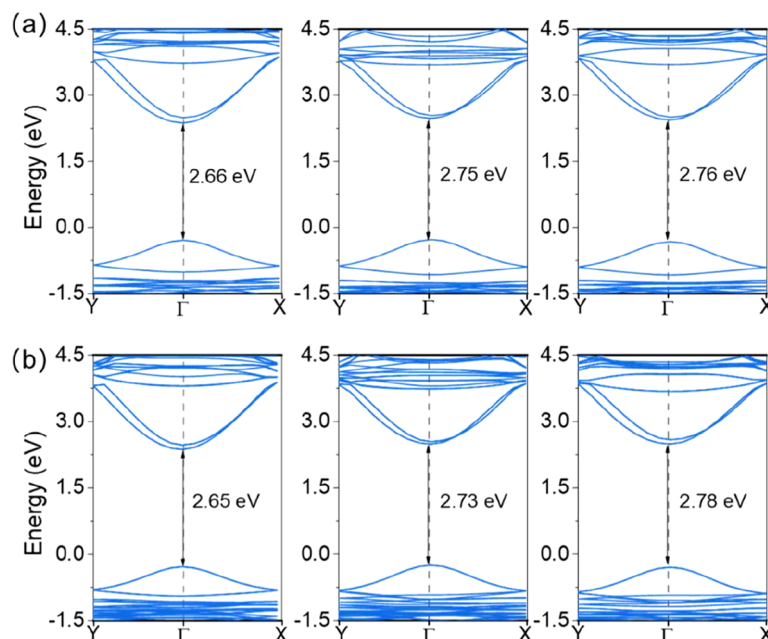 (a)
Energy (eV)
4.5
3.0
1.5
0.0
-1.5
2.66 eV
Y Γ X
4.5
3.0
1.5
0.0
-1.5
2.75 eV
Y Γ X
4.5
3.0
1.5
0.0
-1.5
2.76 eV
Y Γ X
(b)
Energy (eV)
4.5
3.0
1.5
0.0
-1.5
2.65 eV
Y Γ X
4.5
3.0
1.5
0.0
-1.5
2.73 eV
Y Γ X
4.5
3.0
1.5
0.0
-1.5
2.78 eV
Y Γ X